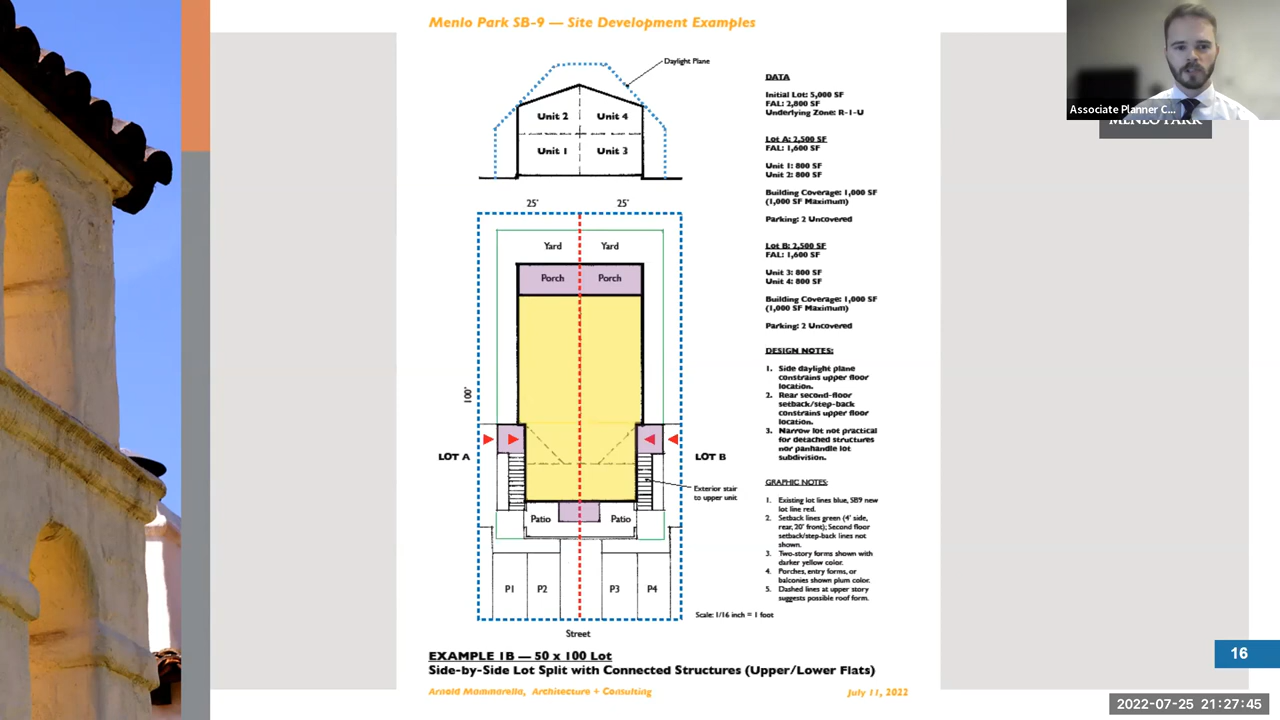 Menlo Park SB-9 — Site Development Examples
Daylight Plane
Unit 2
Unit 4
Unit 1
Unit 3
25'
25'
Yard
Yard
Porch
Porch
100'
LOT A
LOT B
Exterior stair
to upper unit
Patio
Patio
P1
P2
P3
P4
Scale: 1/16 inch = 1 foot
Street
DATA
Initial Lot: 5,000 SF
FAL: 2,800 SF
Underlying Zone: R-1-U
Lot A: 2,500 SF
FAL: 1,600 SF
Unit 1: 800 SF
Unit 2: 800 SF
Building Coverage: 1,000 SF
(1,000 SF Maximum)
Parking: 2 Uncovered
Lot B: 2,500 SF
FAL: 1,600 SF
Unit 3: 800 SF
Unit 4: 800 SF
Building Coverage: 1,000 SF
(1,000 SF Maximum)
Parking: 2 Uncovered
DESIGN NOTES:
1. Side daylight plane
constrains upper floor
location.
2. Rear second-floor
setback/step-back
constrains upper floor
location.
3. Narrow lot not practical
for detached structures
nor panhandle lot
subdivision.
GRAPHIC NOTES:
1. Existing lot lines blue, SB9 new
lot line red.
2. Setback lines green (4' side,
rear, 20' front); Second floor
setback/step-back lines not
shown.
3. Two-story forms shown with
darker yellow color.
4. Porches, entry forms, or
balconies shown plum color.
5. Dashed lines at upper story
suggests possible roof form.
EXAMPLE 1B — 50 x 100 Lot
Side-by-Side Lot Split with Connected Structures (Upper/Lower Flats)
Arnold Mammarella, Architecture + Consulting
July 11, 2022
Associate Planner C...
MENLO PARK
16
2022-07-25 21:27:45